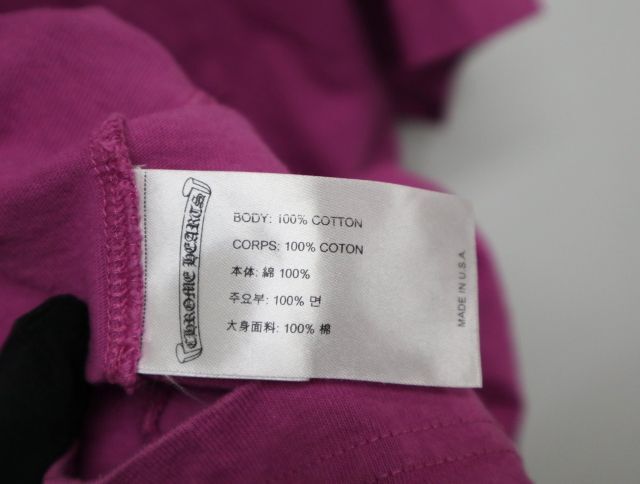 CHROME HEARTS
BODY: 100% COTTON
CORPS: 100% COTON
本体: 綿 100%
주요부: 100% 면
大身面料: 100% 棉
MADE IN U.S.A.